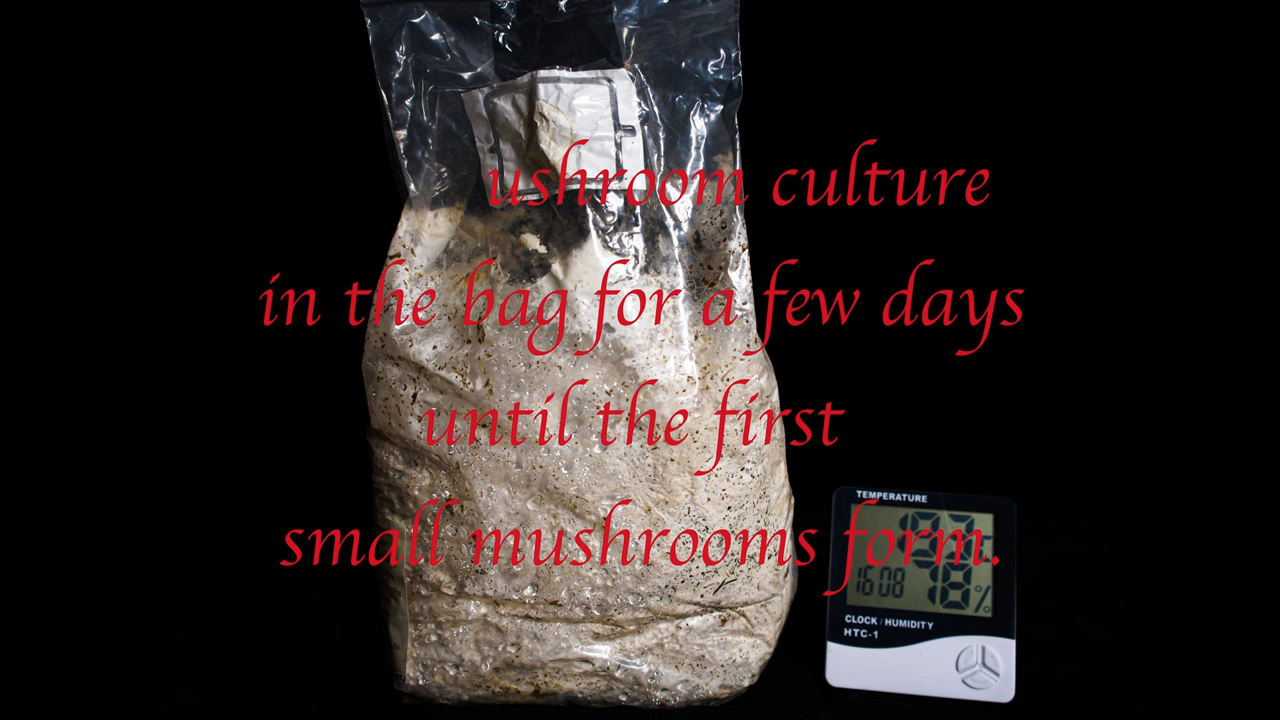 ushroom culture
in the bag for a few days
until the first
small mushrooms form.
TEMPERATURE
16 08
%
CLOCK / HUMIDITY
HTC-1